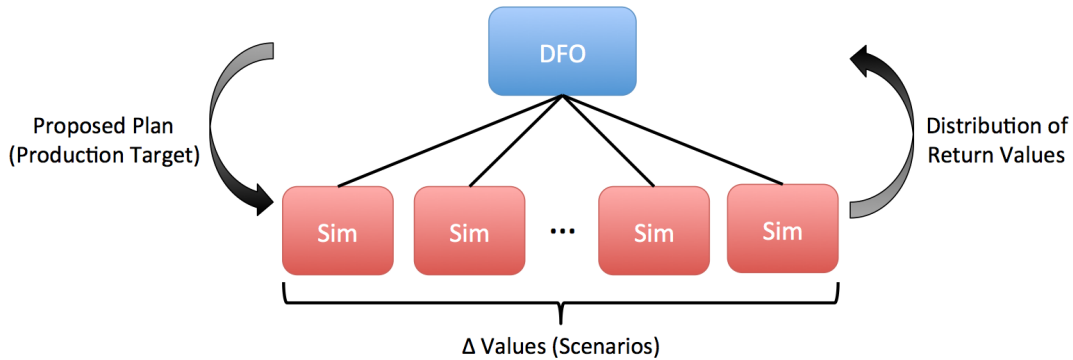 DFO
Proposed Plan
(Production Target)
Distribution of
Return Values
Sim
Sim
...
Sim
Sim
Δ Values (Scenarios)